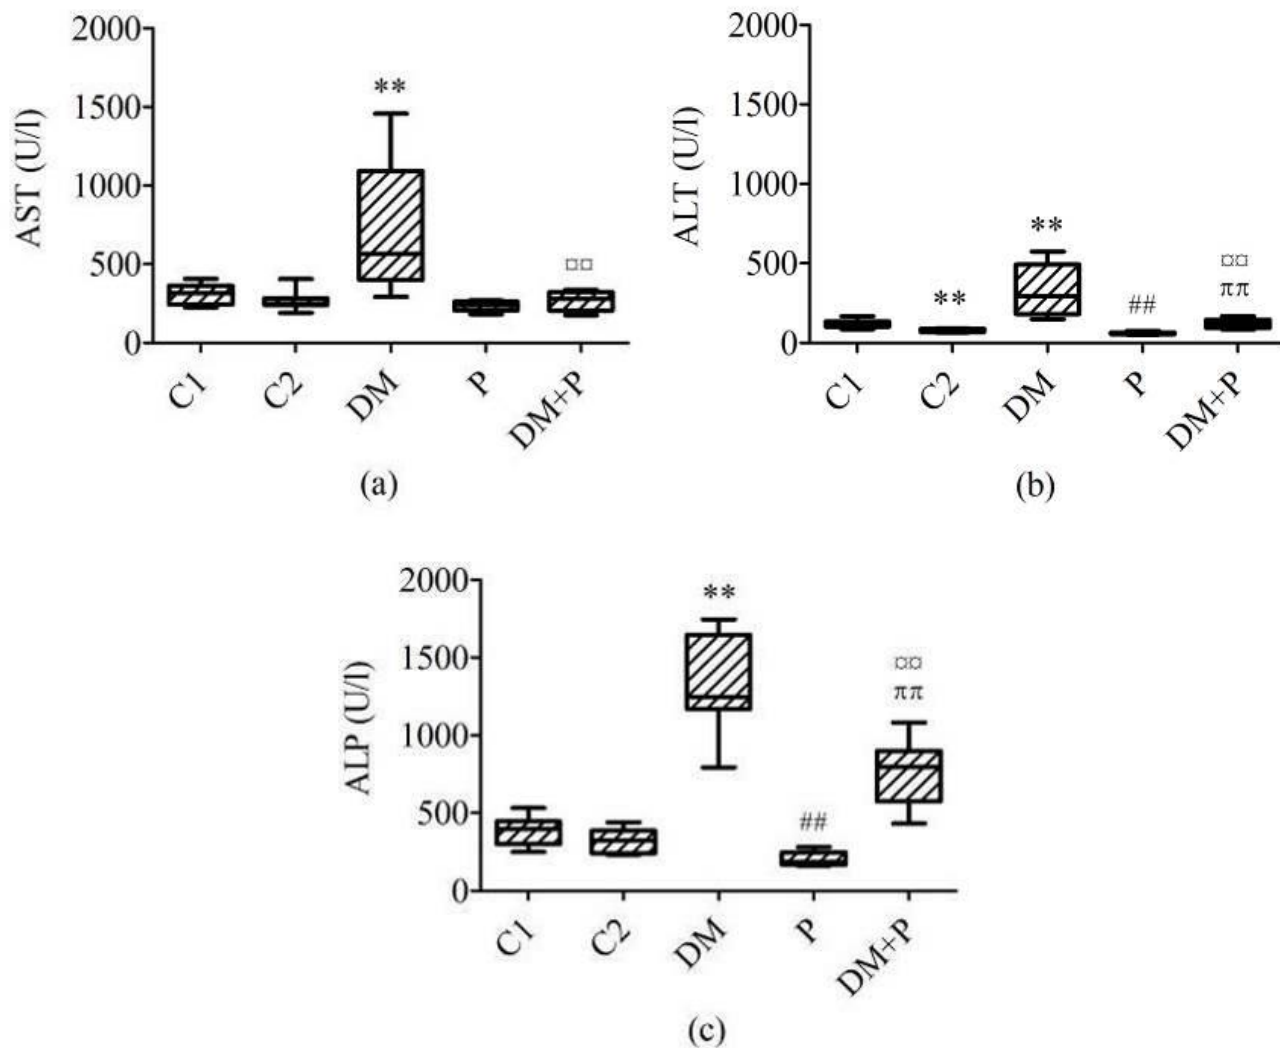 AST (U/l)
2000
1500
1000
500
0
**
¤¤
C1
C2
DM
P
DM+P
(a)
ALT (U/l)
2000
1500
1000
500
0
**
**
##
¤¤
ππ
C1
C2
DM
P
DM+P
(b)
ALP (U/l)
2000
1500
1000
500
0
**
##
¤¤
ππ
C1
C2
DM
P
DM+P
(c)